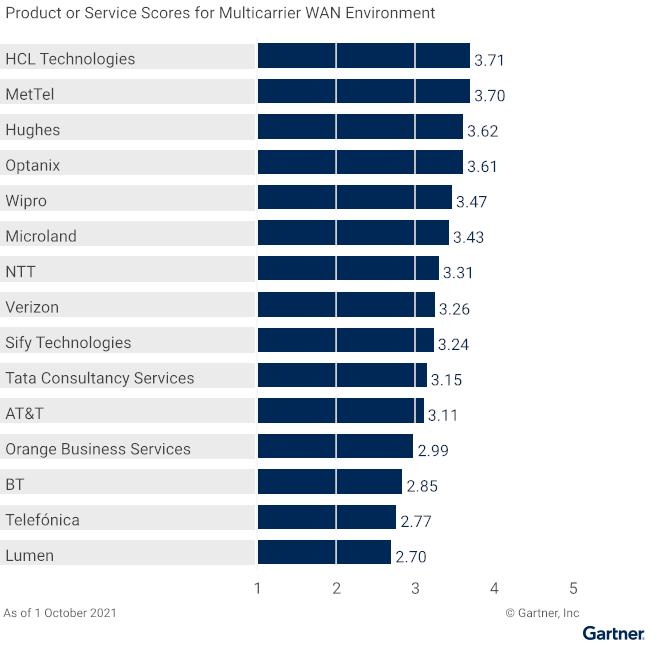 Product or Service Scores for Multicarrier WAN Environment
HCL Technologies 3.71
MetTel 3.70
Hughes 3.62
Optanix 3.61
Wipro 3.47
Microland 3.43
NTT 3.31
Verizon 3.26
Sify Technologies 3.24
Tata Consultancy Services 3.15
AT&T 3.11
Orange Business Services 2.99
BT 2.85
Telefónica 2.77
Lumen 2.70
1 2 3 4 5
As of 1 October 2021 © Gartner, Inc
Gartner.